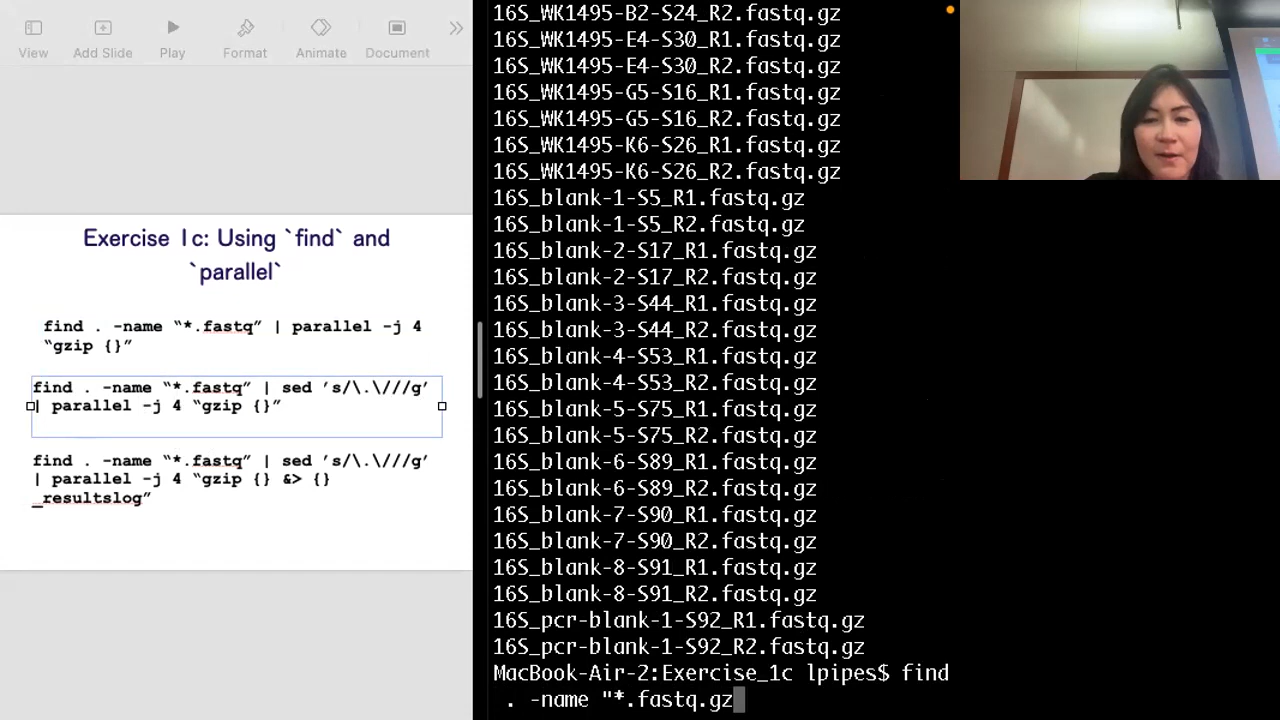 View
Add Slide
Play
Format
Animate
Document
Exercise 1c: Using `find` and
`parallel`
find . -name “*.fastq” | parallel -j 4
“gzip {}”
find . -name “*.fastq” | sed ’s/\.\///g’
| parallel -j 4 “gzip {}”
find . -name “*.fastq” | sed ’s/\.\///g’
| parallel -j 4 “gzip {} &> {}
_resultslog”
16S_WK1495-B2-S24_R2.fastq.gz
16S_WK1495-E4-S30_R1.fastq.gz
16S_WK1495-E4-S30_R2.fastq.gz
16S_WK1495-G5-S16_R1.fastq.gz
16S_WK1495-G5-S16_R2.fastq.gz
16S_WK1495-K6-S26_R1.fastq.gz
16S_WK1495-K6-S26_R2.fastq.gz
16S_blank-1-S5_R1.fastq.gz
16S_blank-1-S5_R2.fastq.gz
16S_blank-2-S17_R1.fastq.gz
16S_blank-2-S17_R2.fastq.gz
16S_blank-3-S44_R1.fastq.gz
16S_blank-3-S44_R2.fastq.gz
16S_blank-4-S53_R1.fastq.gz
16S_blank-4-S53_R2.fastq.gz
16S_blank-5-S75_R1.fastq.gz
16S_blank-5-S75_R2.fastq.gz
16S_blank-6-S89_R1.fastq.gz
16S_blank-6-S89_R2.fastq.gz
16S_blank-7-S90_R1.fastq.gz
16S_blank-7-S90_R2.fastq.gz
16S_blank-8-S91_R1.fastq.gz
16S_blank-8-S91_R2.fastq.gz
16S_pcr-blank-1-S92_R1.fastq.gz
16S_pcr-blank-1-S92_R2.fastq.gz
MacBook-Air-2:Exercise_1c lpipes$ find
. -name "*.fastq.gz